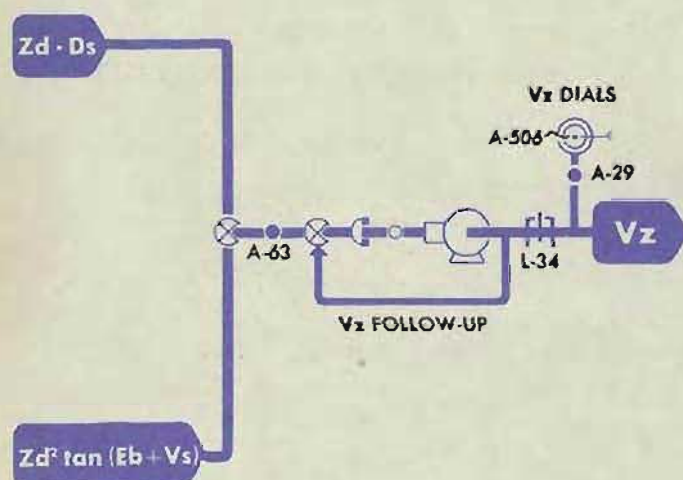 Zd · Ds
Vz DIALS
A-506
A-29
Vz
A-63
L-34
Vz FOLLOW-UP
Zd² tan (Eb + Vs)